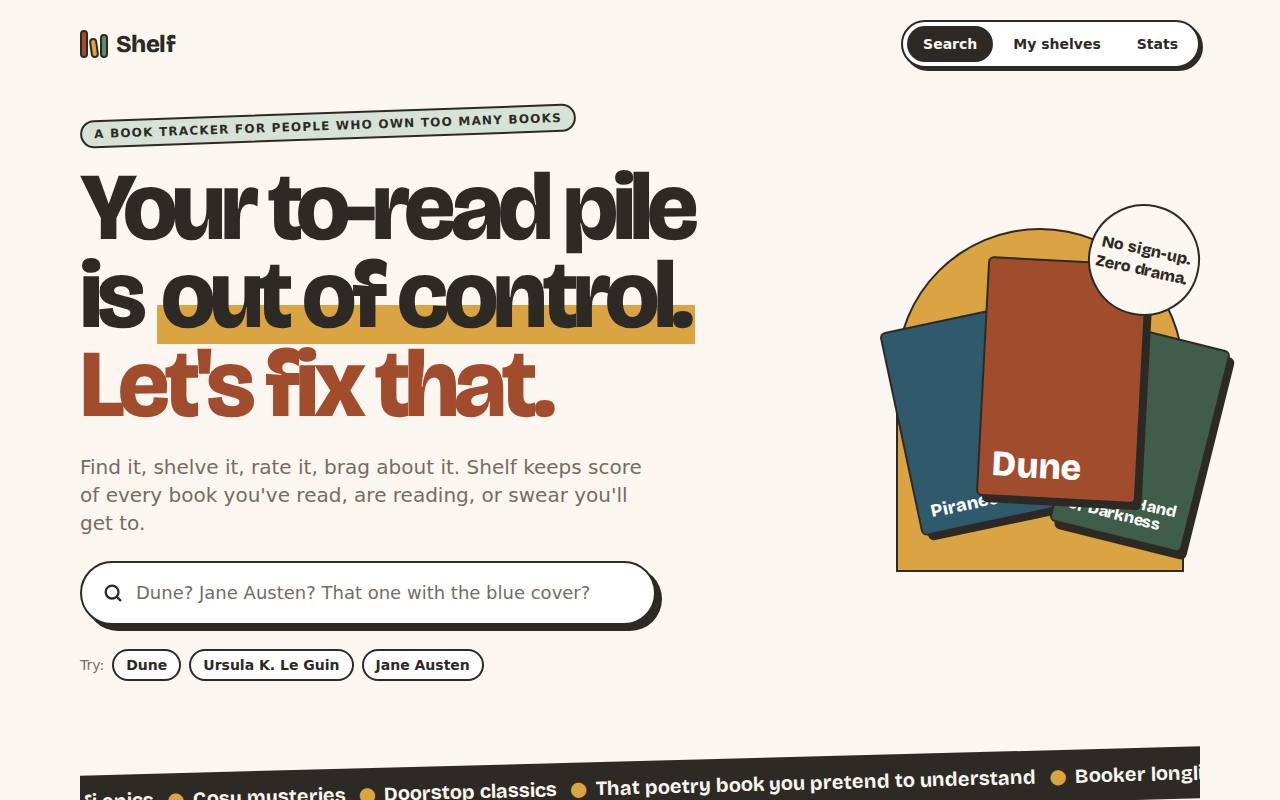 Shelf
Search
My shelves
Stats
A BOOK TRACKER FOR PEOPLE WHO OWN TOO MANY BOOKS
Your to-read pile
is out of control.
Let's fix that.
No sign-up.
Zero drama.
Dune
Hand
of Darkness
Find it, shelve it, rate it, brag about it. Shelf keeps score
of every book you've read, are reading, or swear you'll
get to.
Dune? Jane Austen? That one with the blue cover?
Try:
Dune
Ursula K. Le Guin
Jane Austen
epics
Cosy mysteries
Doorstop classics
That poetry book you pretend to understand
Booker longli